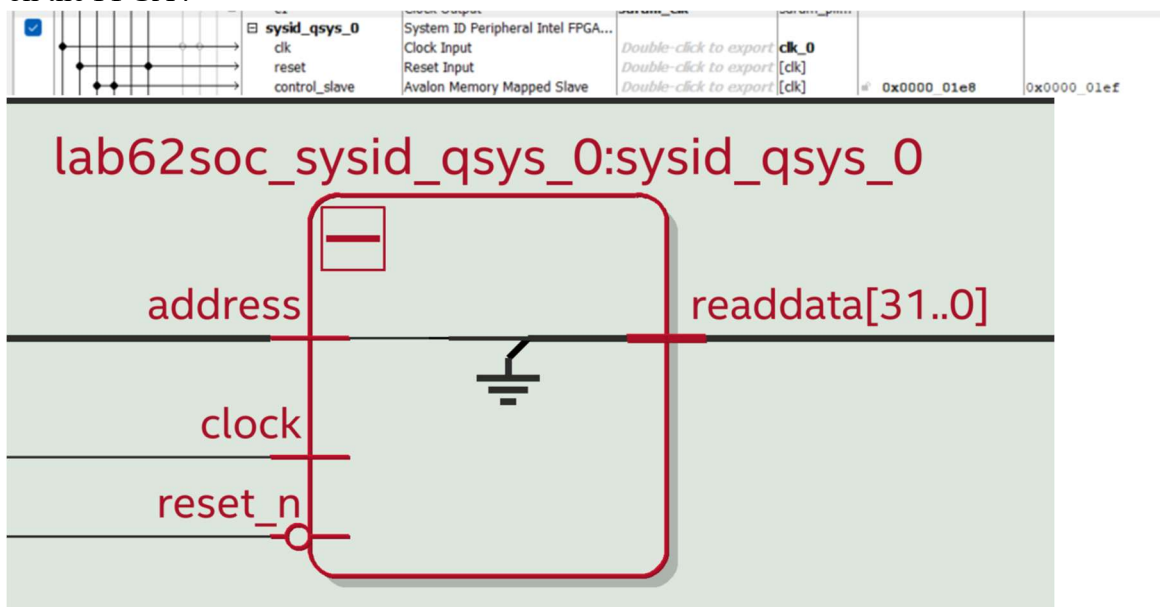 sysid_qsys_0 System ID Peripheral Intel FPGA...
clk Clock Input Double-click to export clk_0
reset Reset Input Double-click to export [clk]
control_slave Avalon Memory Mapped Slave Double-click to export [clk] 0x0000_01e8 0x0000_01ef
lab62soc_sysid_qsys_0:sysid_qsys_0
address readdata[31..0]
clock
reset_n